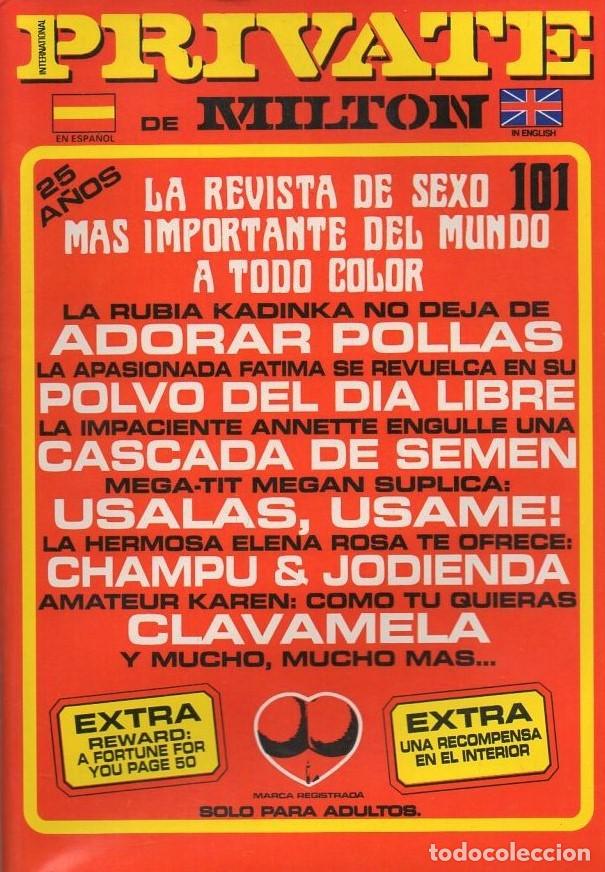 INTERNATIONAL
PRIVATE
DE MILTON
EN ESPAÑOL
IN ENGLISH
25 AÑOS
LA REVISTA DE SEXO 101
MAS IMPORTANTE DEL MUNDO
A TODO COLOR
LA RUBIA KADINKA NO DEJA DE
ADORAR POLLAS
LA APASIONADA FATIMA SE REVUELCA EN SU
POLVO DEL DIA LIBRE
LA IMPACIENTE ANNETTE ENGULLE UNA
CASCADA DE SEMEN
MEGA-TIT MEGAN SUPLICA:
USALAS, USAME!
LA HERMOSA ELENA ROSA TE OFRECE:
CHAMPU & JODIENDA
AMATEUR KAREN: COMO TU QUIERAS
CLAVAMELA
Y MUCHO, MUCHO MAS...
EXTRA
REWARD:
A FORTUNE FOR
YOU PAGE 50
EXTRA
UNA RECOMPENSA
EN EL INTERIOR
MARCA REGISTRADA
SOLO PARA ADULTOS.
todocoleccion